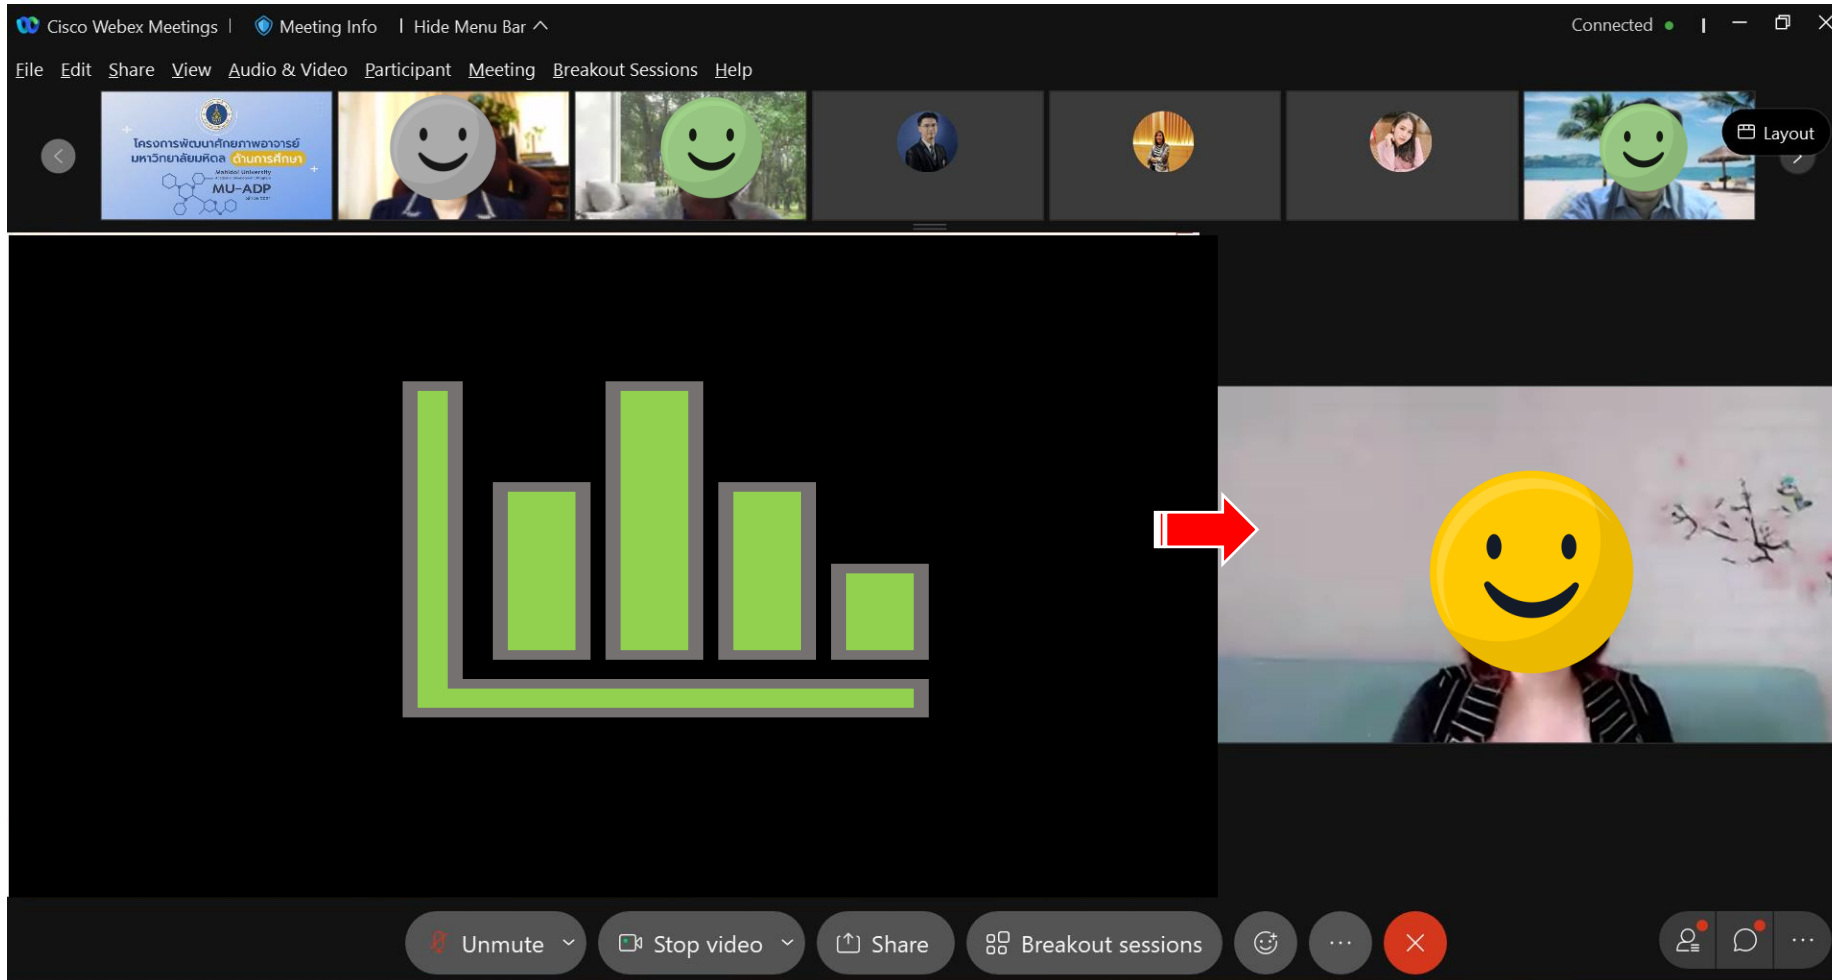 Cisco Webex Meetings | Meeting Info | Hide Menu Bar
Connected
File Edit Share View Audio & Video Participant Meeting Breakout Sessions Help
โครงการพัฒนาศักยภาพอาจารย์
มหาวิทยาลัยมหิดล ด้านการศึกษา
Mahidol University
MU-ADP
Layout
Unmute
Stop video
Share
Breakout sessions